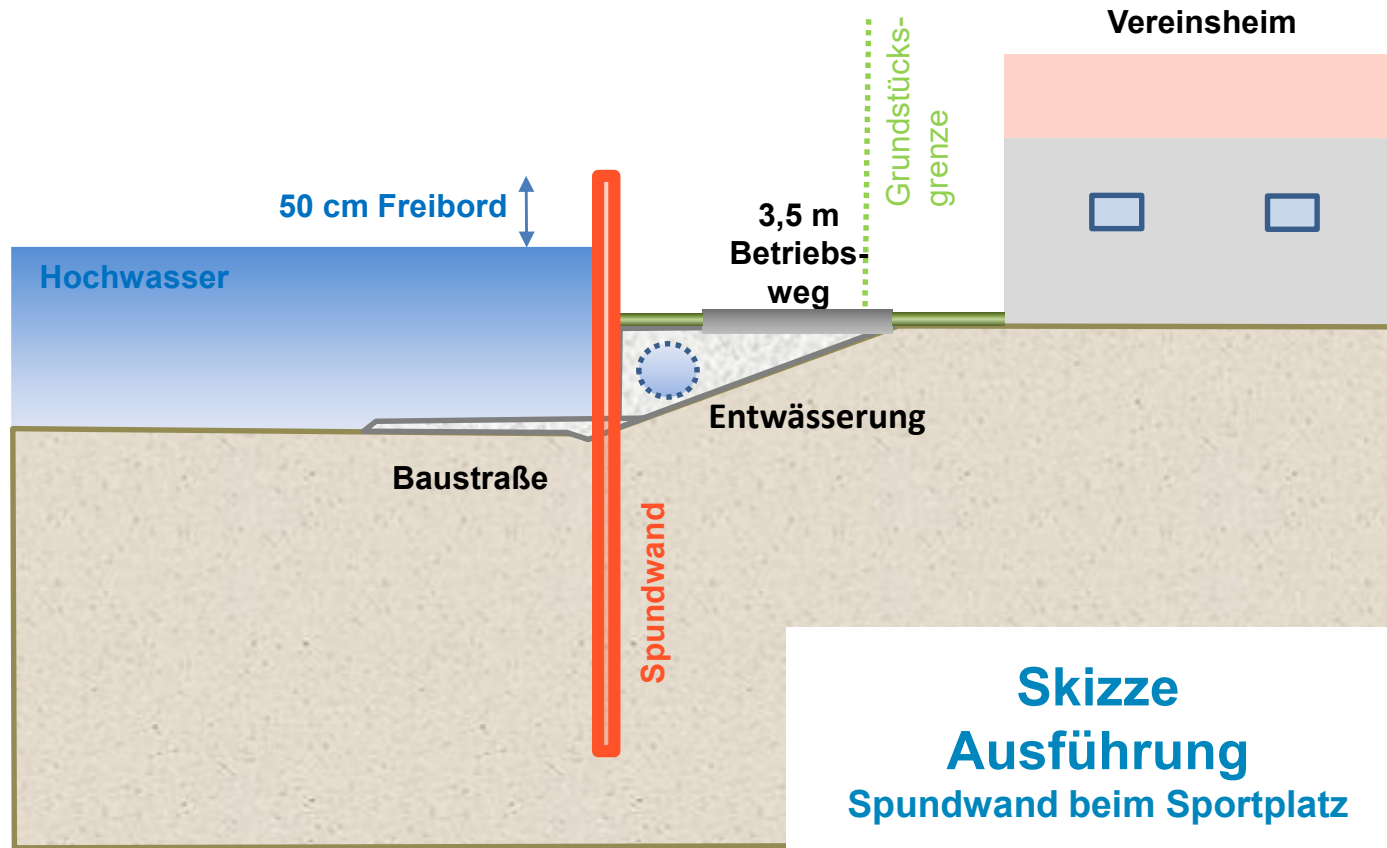 Vereinsheim
Grundstücks-
grenze
50 cm Freibord
3,5 m
Betriebs-
weg
Hochwasser
Entwässerung
Baustraße
Spundwand
Skizze
Ausführung
Spundwand beim Sportplatz